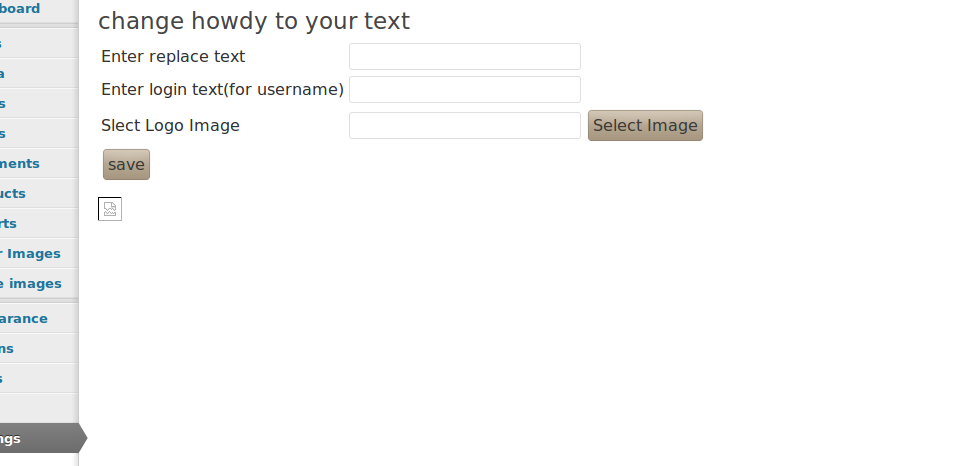 board
change howdy to your text
s
Enter replace text
a
Enter login text(for username)
s
Slect Logo Image
Select Image
s
ments
save
ucts
rts
r Images
e images
arance
ns
s
ngs